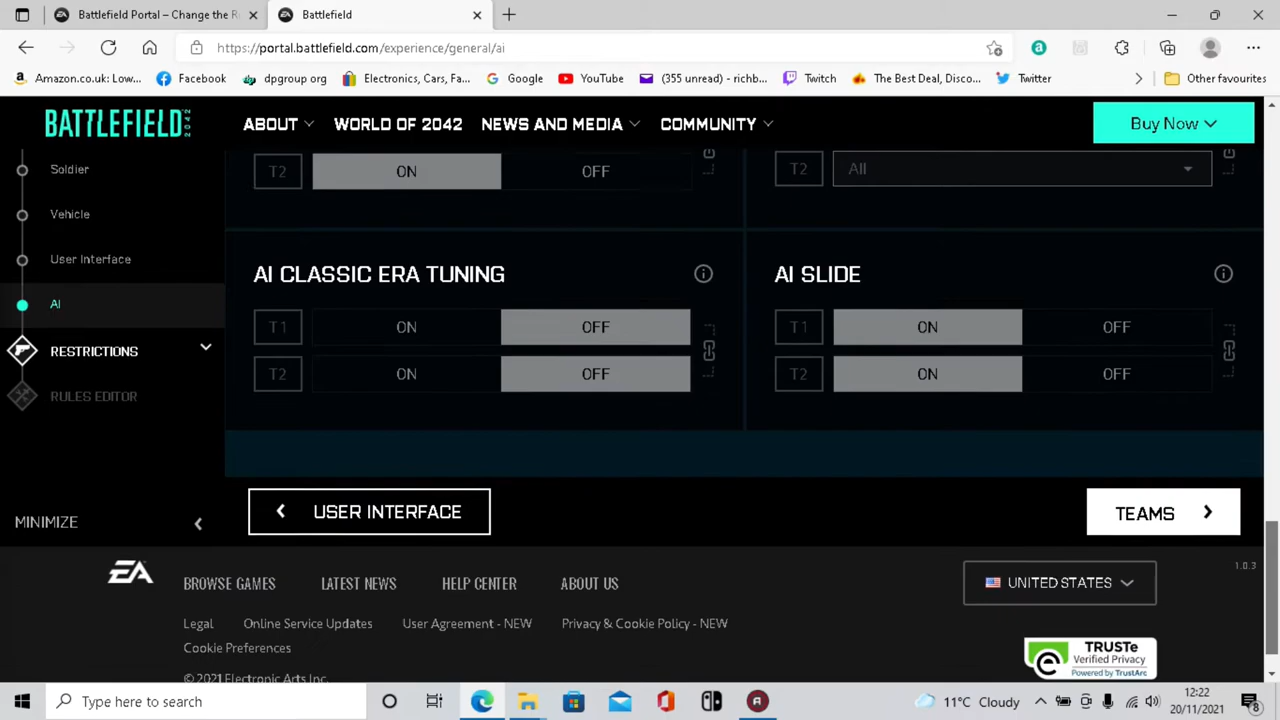 Battlefield Portal – Change the R
Battlefield
https://portal.battlefield.com/experience/general/ai
Amazon.co.uk: Low...
Facebook
dpgroup org
Electronics, Cars, Fa...
Google
YouTube
(355 unread) - richb...
Twitch
The Best Deal, Disco...
Twitter
Other favourites
BATTLEFIELD 2042
ABOUT
WORLD OF 2042
NEWS AND MEDIA
COMMUNITY
Buy Now
Soldier
Vehicle
User Interface
AI
RESTRICTIONS
RULES EDITOR
MINIMIZE
T2 ON OFF
T2 All
AI CLASSIC ERA TUNING
T1 ON OFF
T2 ON OFF
AI SLIDE
T1 ON OFF
T2 ON OFF
USER INTERFACE
TEAMS
EA
BROWSE GAMES
LATEST NEWS
HELP CENTER
ABOUT US
UNITED STATES
1.0.3
Legal
Online Service Updates
User Agreement - NEW
Privacy & Cookie Policy - NEW
Cookie Preferences
© 2021 Electronic Arts Inc.
TRUSTe
Verified Privacy
Powered by TrustArc
Type here to search
11°C Cloudy
12:22
20/11/2021
8